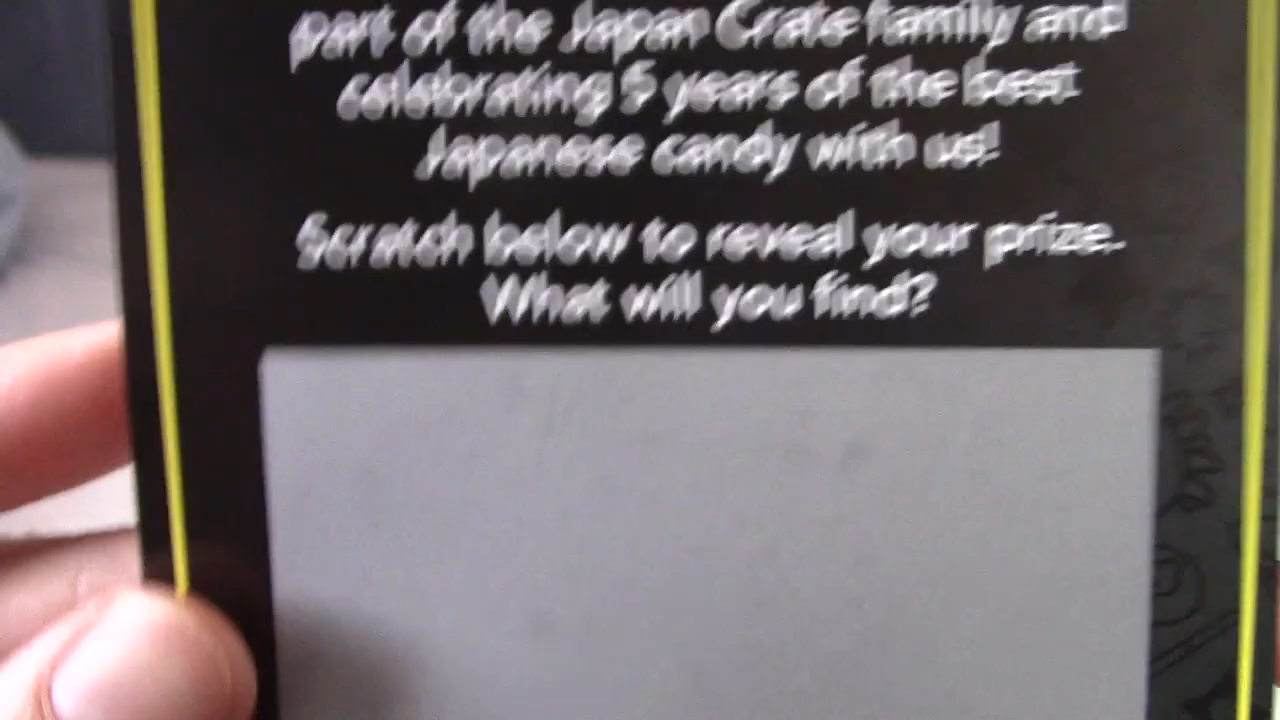 part of the Japan Crate family and
celebrating 5 years of the best
Japanese candy with us!
Scratch below to reveal your prize.
What will you find?